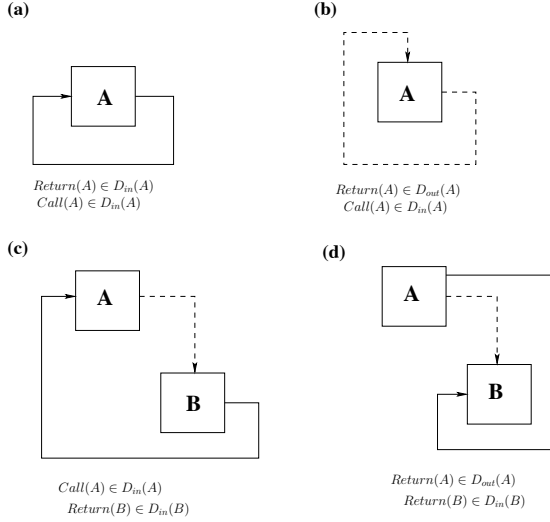 (a)
A
Return(A) ∈ D_in(A)
Call(A) ∈ D_in(A)
(b)
A
Return(A) ∈ D_out(A)
Call(A) ∈ D_in(A)
(c)
A
B
Call(A) ∈ D_in(A)
Return(B) ∈ D_in(B)
(d)
A
B
Return(A) ∈ D_out(A)
Return(B) ∈ D_in(B)